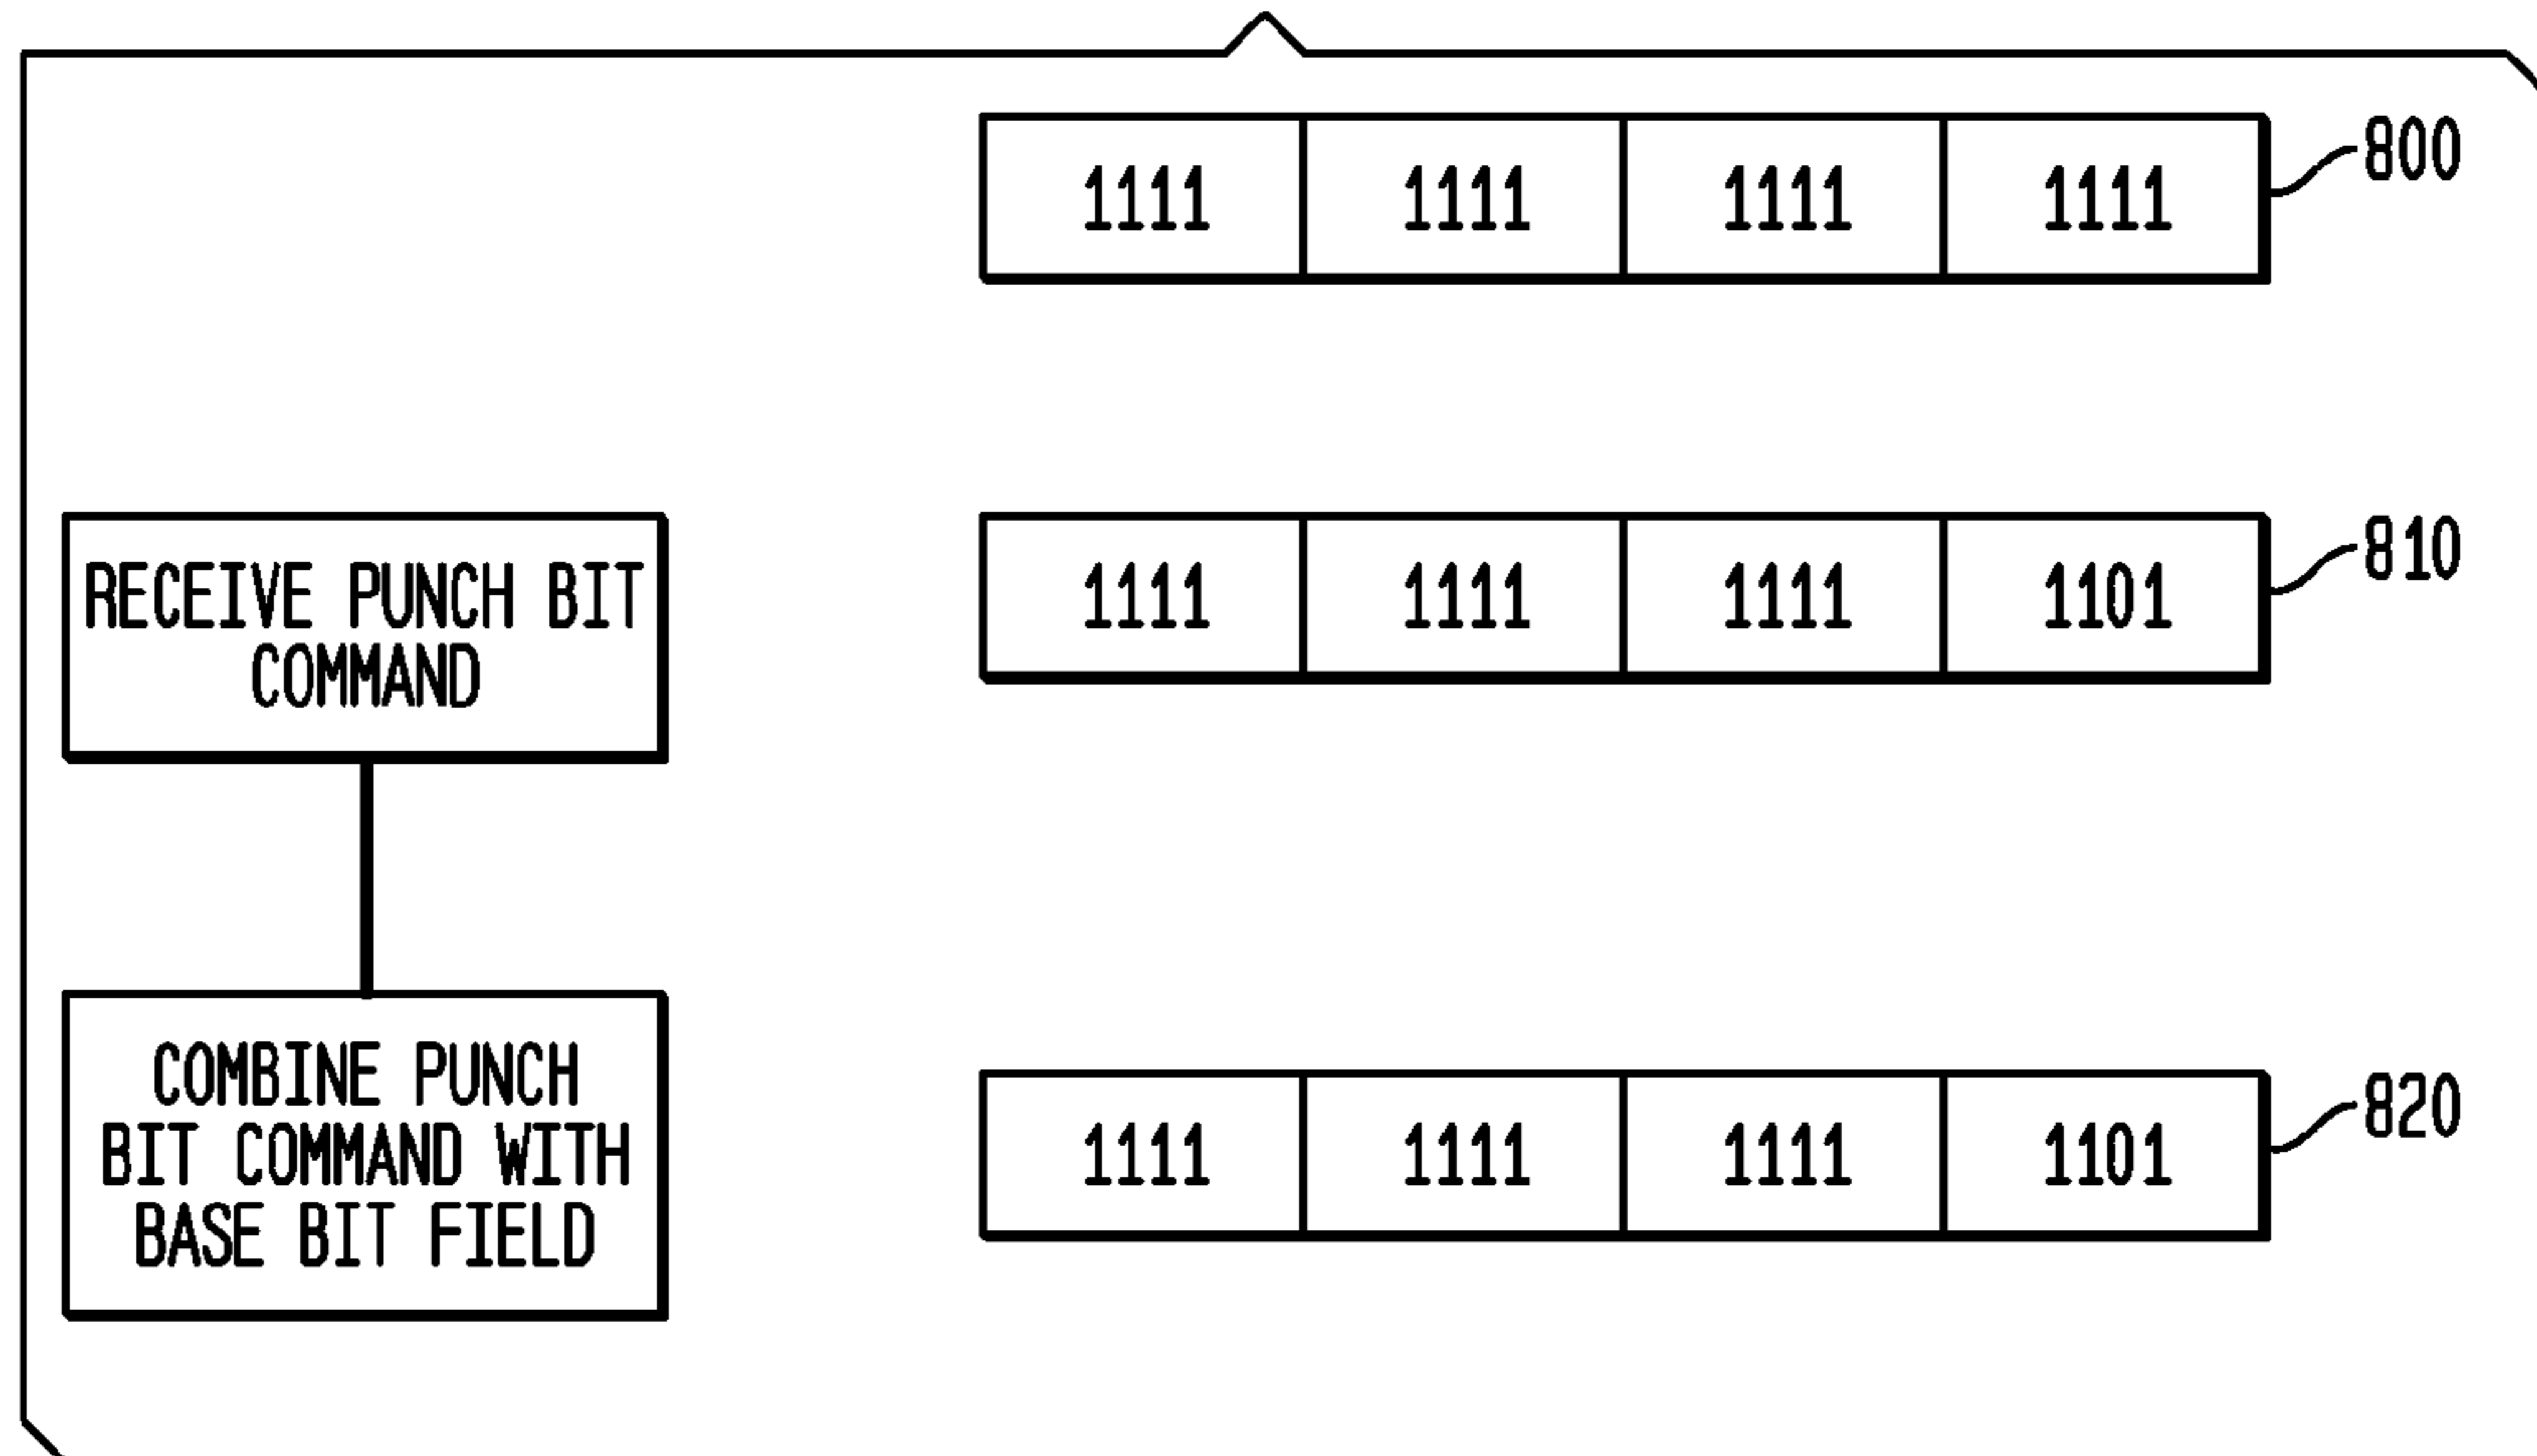 1111 1111 1111 1111 800
RECEIVE PUNCH BIT
COMMAND
1111 1111 1111 1101 810
COMBINE PUNCH
BIT COMMAND WITH
BASE BIT FIELD
1111 1111 1111 1101 820